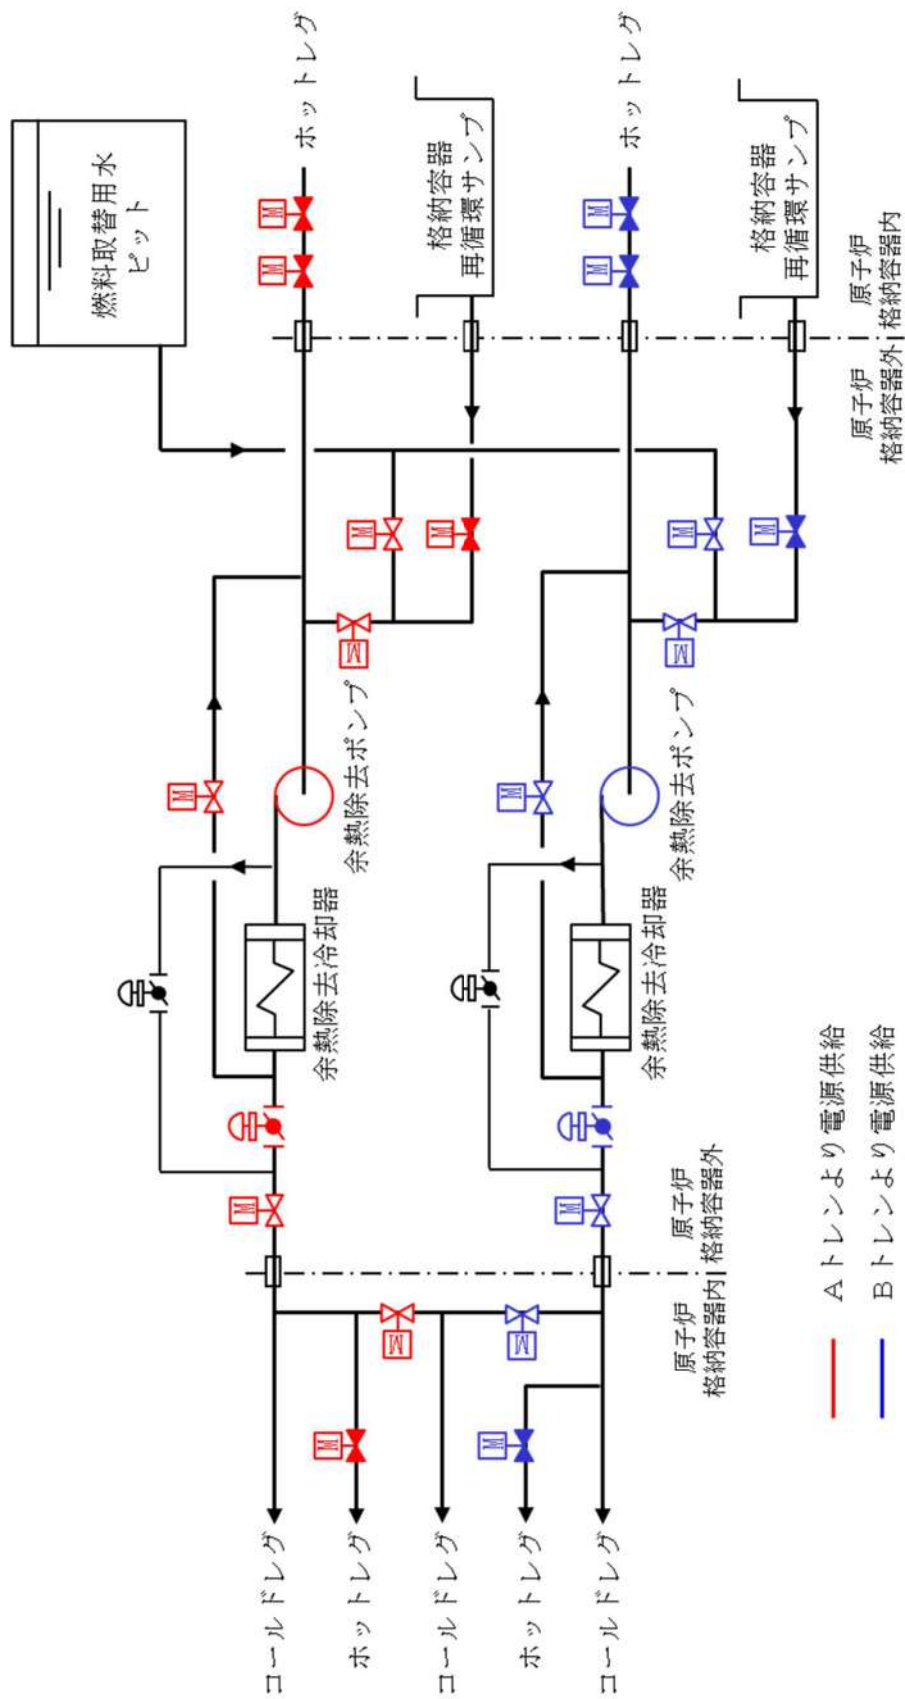 燃料取替用水
ピット
M
M
M
M
コールドレグ
ホットレグ
余熱除去冷却器
M
M
余熱除去ポンプ
M
ホットレグ
M
格納容器
再循環サンプ
M
コールドレグ
M
M
M
ホットレグ
M
M
M
コールドレグ
ホットレグ
余熱除去冷却器
M
M
余熱除去ポンプ
原子炉
格納容器内
原子炉
格納容器外
M
格納容器
再循環サンプ
Aトレンより電源供給
原子炉
格納容器外
原子炉
格納容器内
Bトレンより電源供給